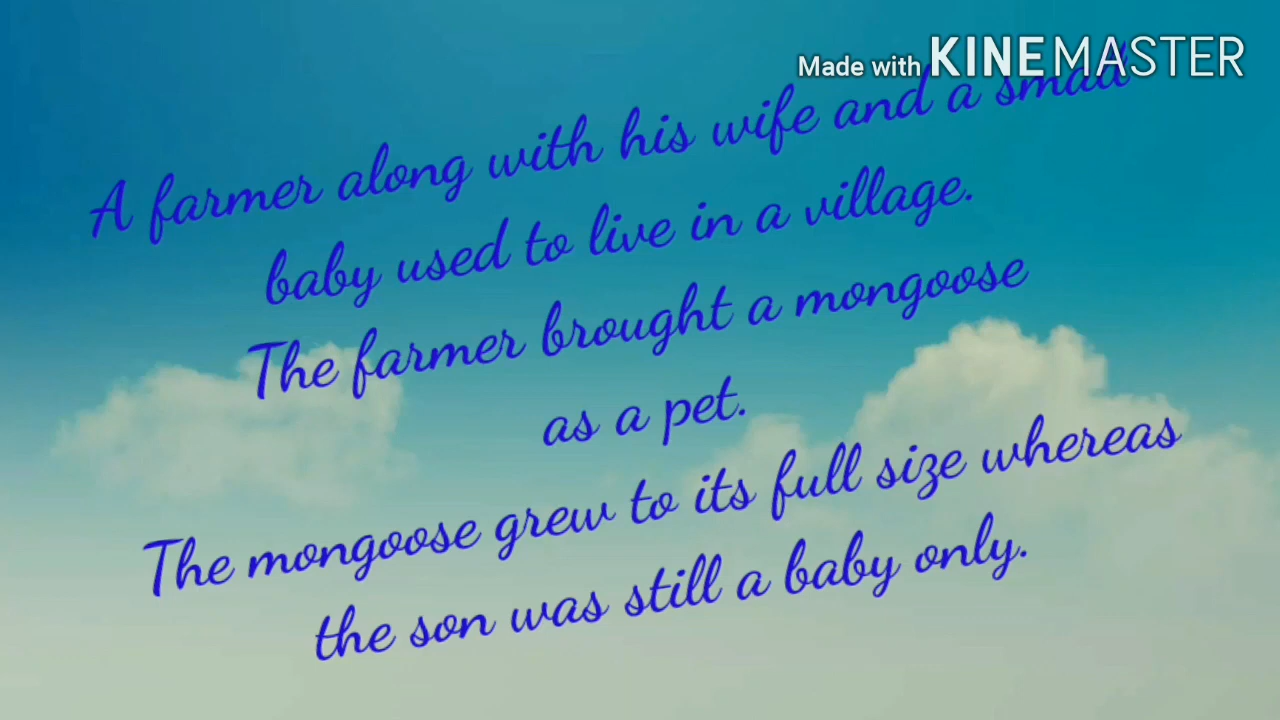 Made with KINEMASTER
A farmer along with his wife and a small
baby used to live in a village.
The farmer brought a mongoose
as a pet.
The mongoose grew to its full size whereas
the son was still a baby only.